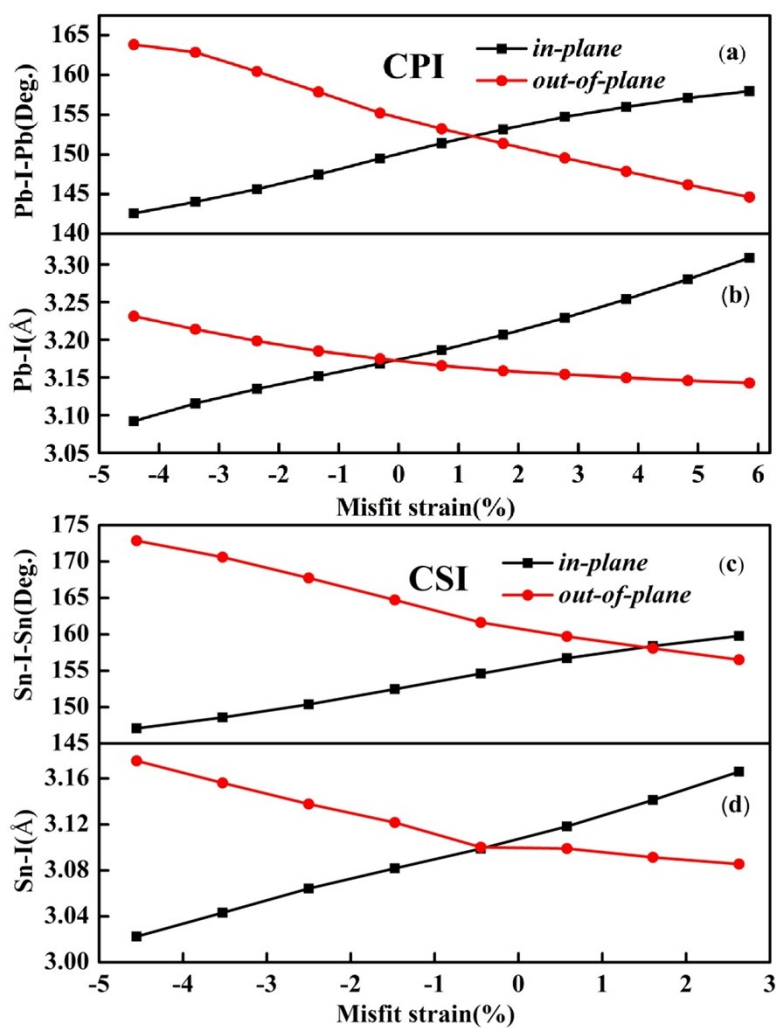 165
160
155
150
145
140
Pb-I-Pb(Deg.)
CPI
in-plane
out-of-plane
(a)
3.30
3.25
3.20
3.15
3.10
3.05
Pb-I(Å)
(b)
-5 -4 -3 -2 -1 0 1 2 3 4 5 6
Misfit strain(%)
175
170
165
160
155
150
145
Sn-I-Sn(Deg.)
CSI
in-plane
out-of-plane
(c)
3.16
3.12
3.08
3.04
3.00
Sn-I(Å)
(d)
-5 -4 -3 -2 -1 0 1 2 3
Misfit strain(%)